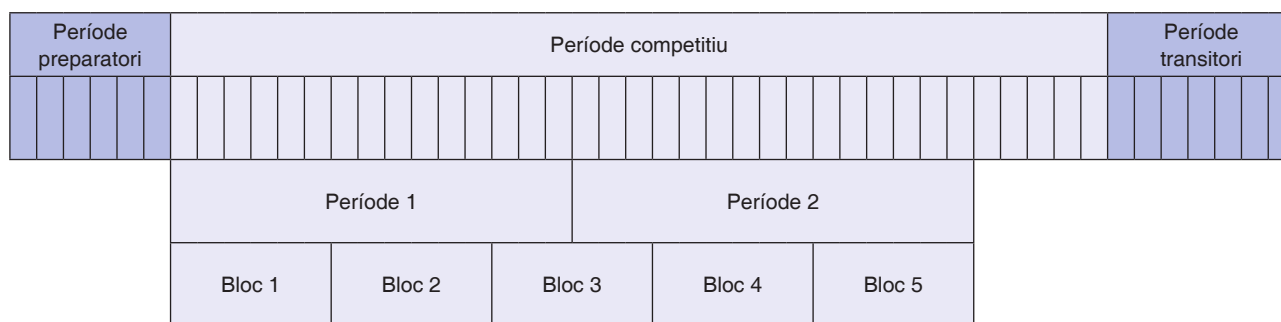 Període
preparatori
Període competitiu
Període
transitori
Període 1
Període 2
Bloc 1
Bloc 2
Bloc 3
Bloc 4
Bloc 5